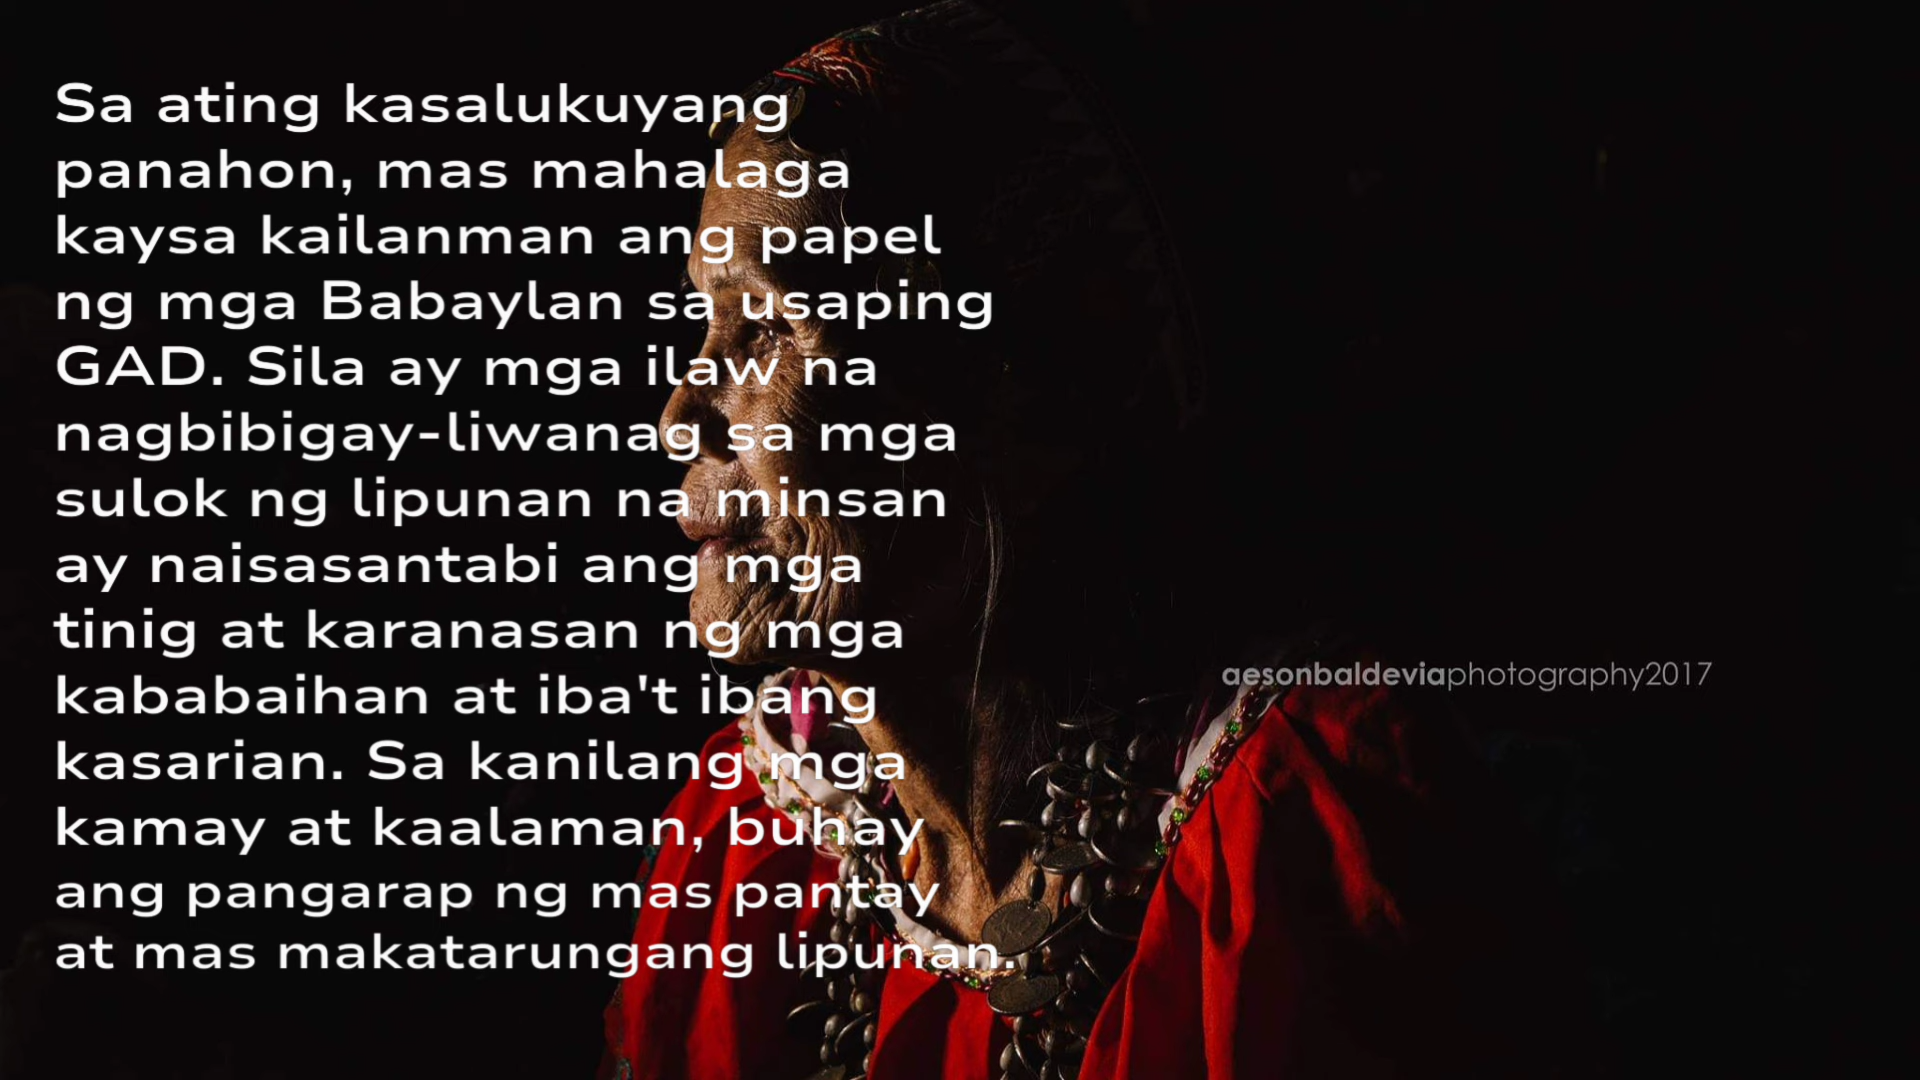 Sa ating kasalukuyang
panahon, mas mahalaga
kaysa kailanman ang papel
ng mga Babaylan sa usaping
GAD. Sila ay mga ilaw na
nagbibigay-liwanag sa mga
sulok ng lipunan na minsan
ay naisasantabi ang mga
tinig at karanasan ng mga
kababaihan at iba't ibang
kasarian. Sa kanilang mga
kamay at kaalaman, buhay
ang pangarap ng mas pantay
at mas makatarungang lipunan.
aesonbaldeviaphotography2017